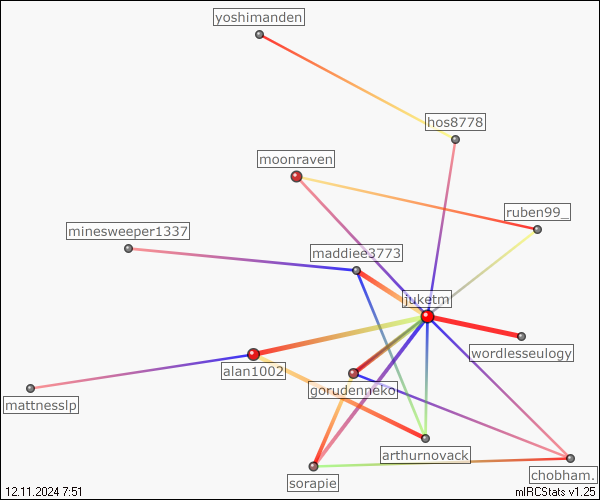 yoshimanden
hos8778
moonraven
ruben99_
minesweeper1337
maddiee3773
juketm
wordlesseulogy
alan1002
gorudenneko
mattnesslp
arthurnovack
chobham.
sorapie
12.11.2024 7:51
mIRCStats v1.25